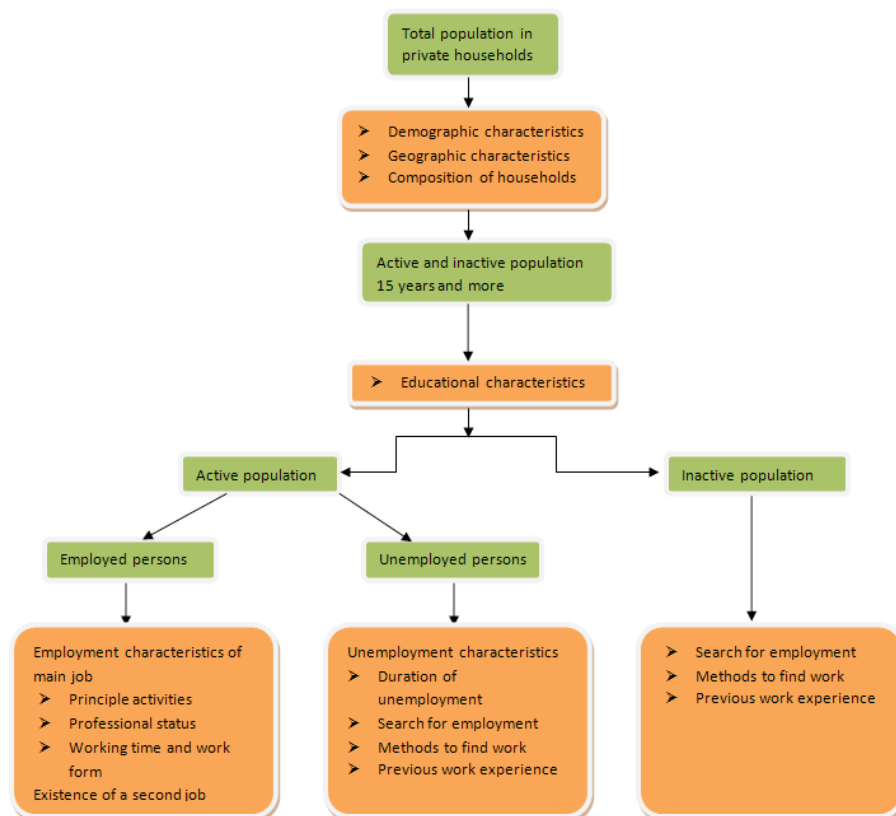 Total population in
private households
➢ Demographic characteristics
➢ Geographic characteristics
➢ Composition of households
Active and inactive population
15 years and more
➢ Educational characteristics
Active population
Inactive population
Employed persons
Unemployed persons
Employment characteristics of
main job
➢ Principle activities
➢ Professional status
➢ Working time and work
form
Existence of a second job
Unemployment characteristics
➢ Duration of
unemployment
➢ Search for employment
➢ Methods to find work
➢ Previous work experience
➢ Search for employment
➢ Methods to find work
➢ Previous work experience